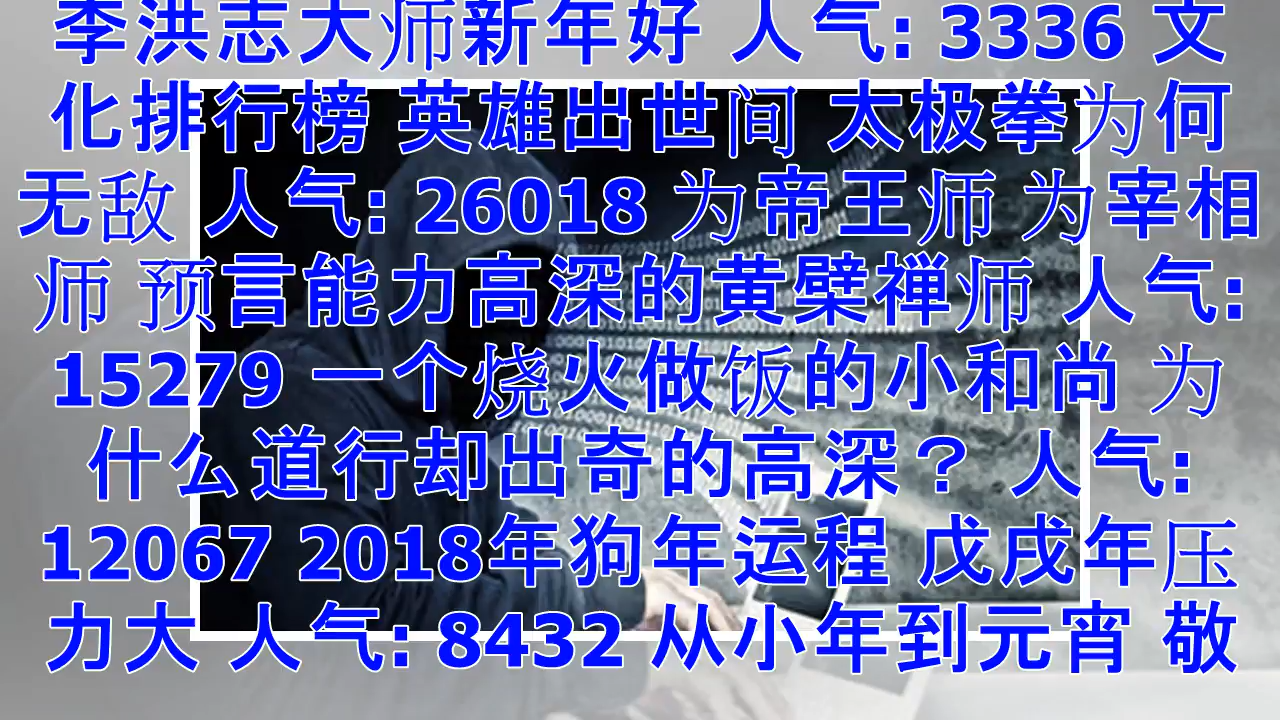 李洪志大师新年好 人气: 3336 文
化排行榜 英雄出世间 太极拳为何
无敌 人气: 26018 为帝王师 为宰相
师 预言能力高深的黄檗禅师 人气:
15279 一个烧火做饭的小和尚 为
什么道行却出奇的高深？ 人气:
12067 2018年狗年运程 戊戌年压
力大 人气: 8432 从小年到元宵 敬